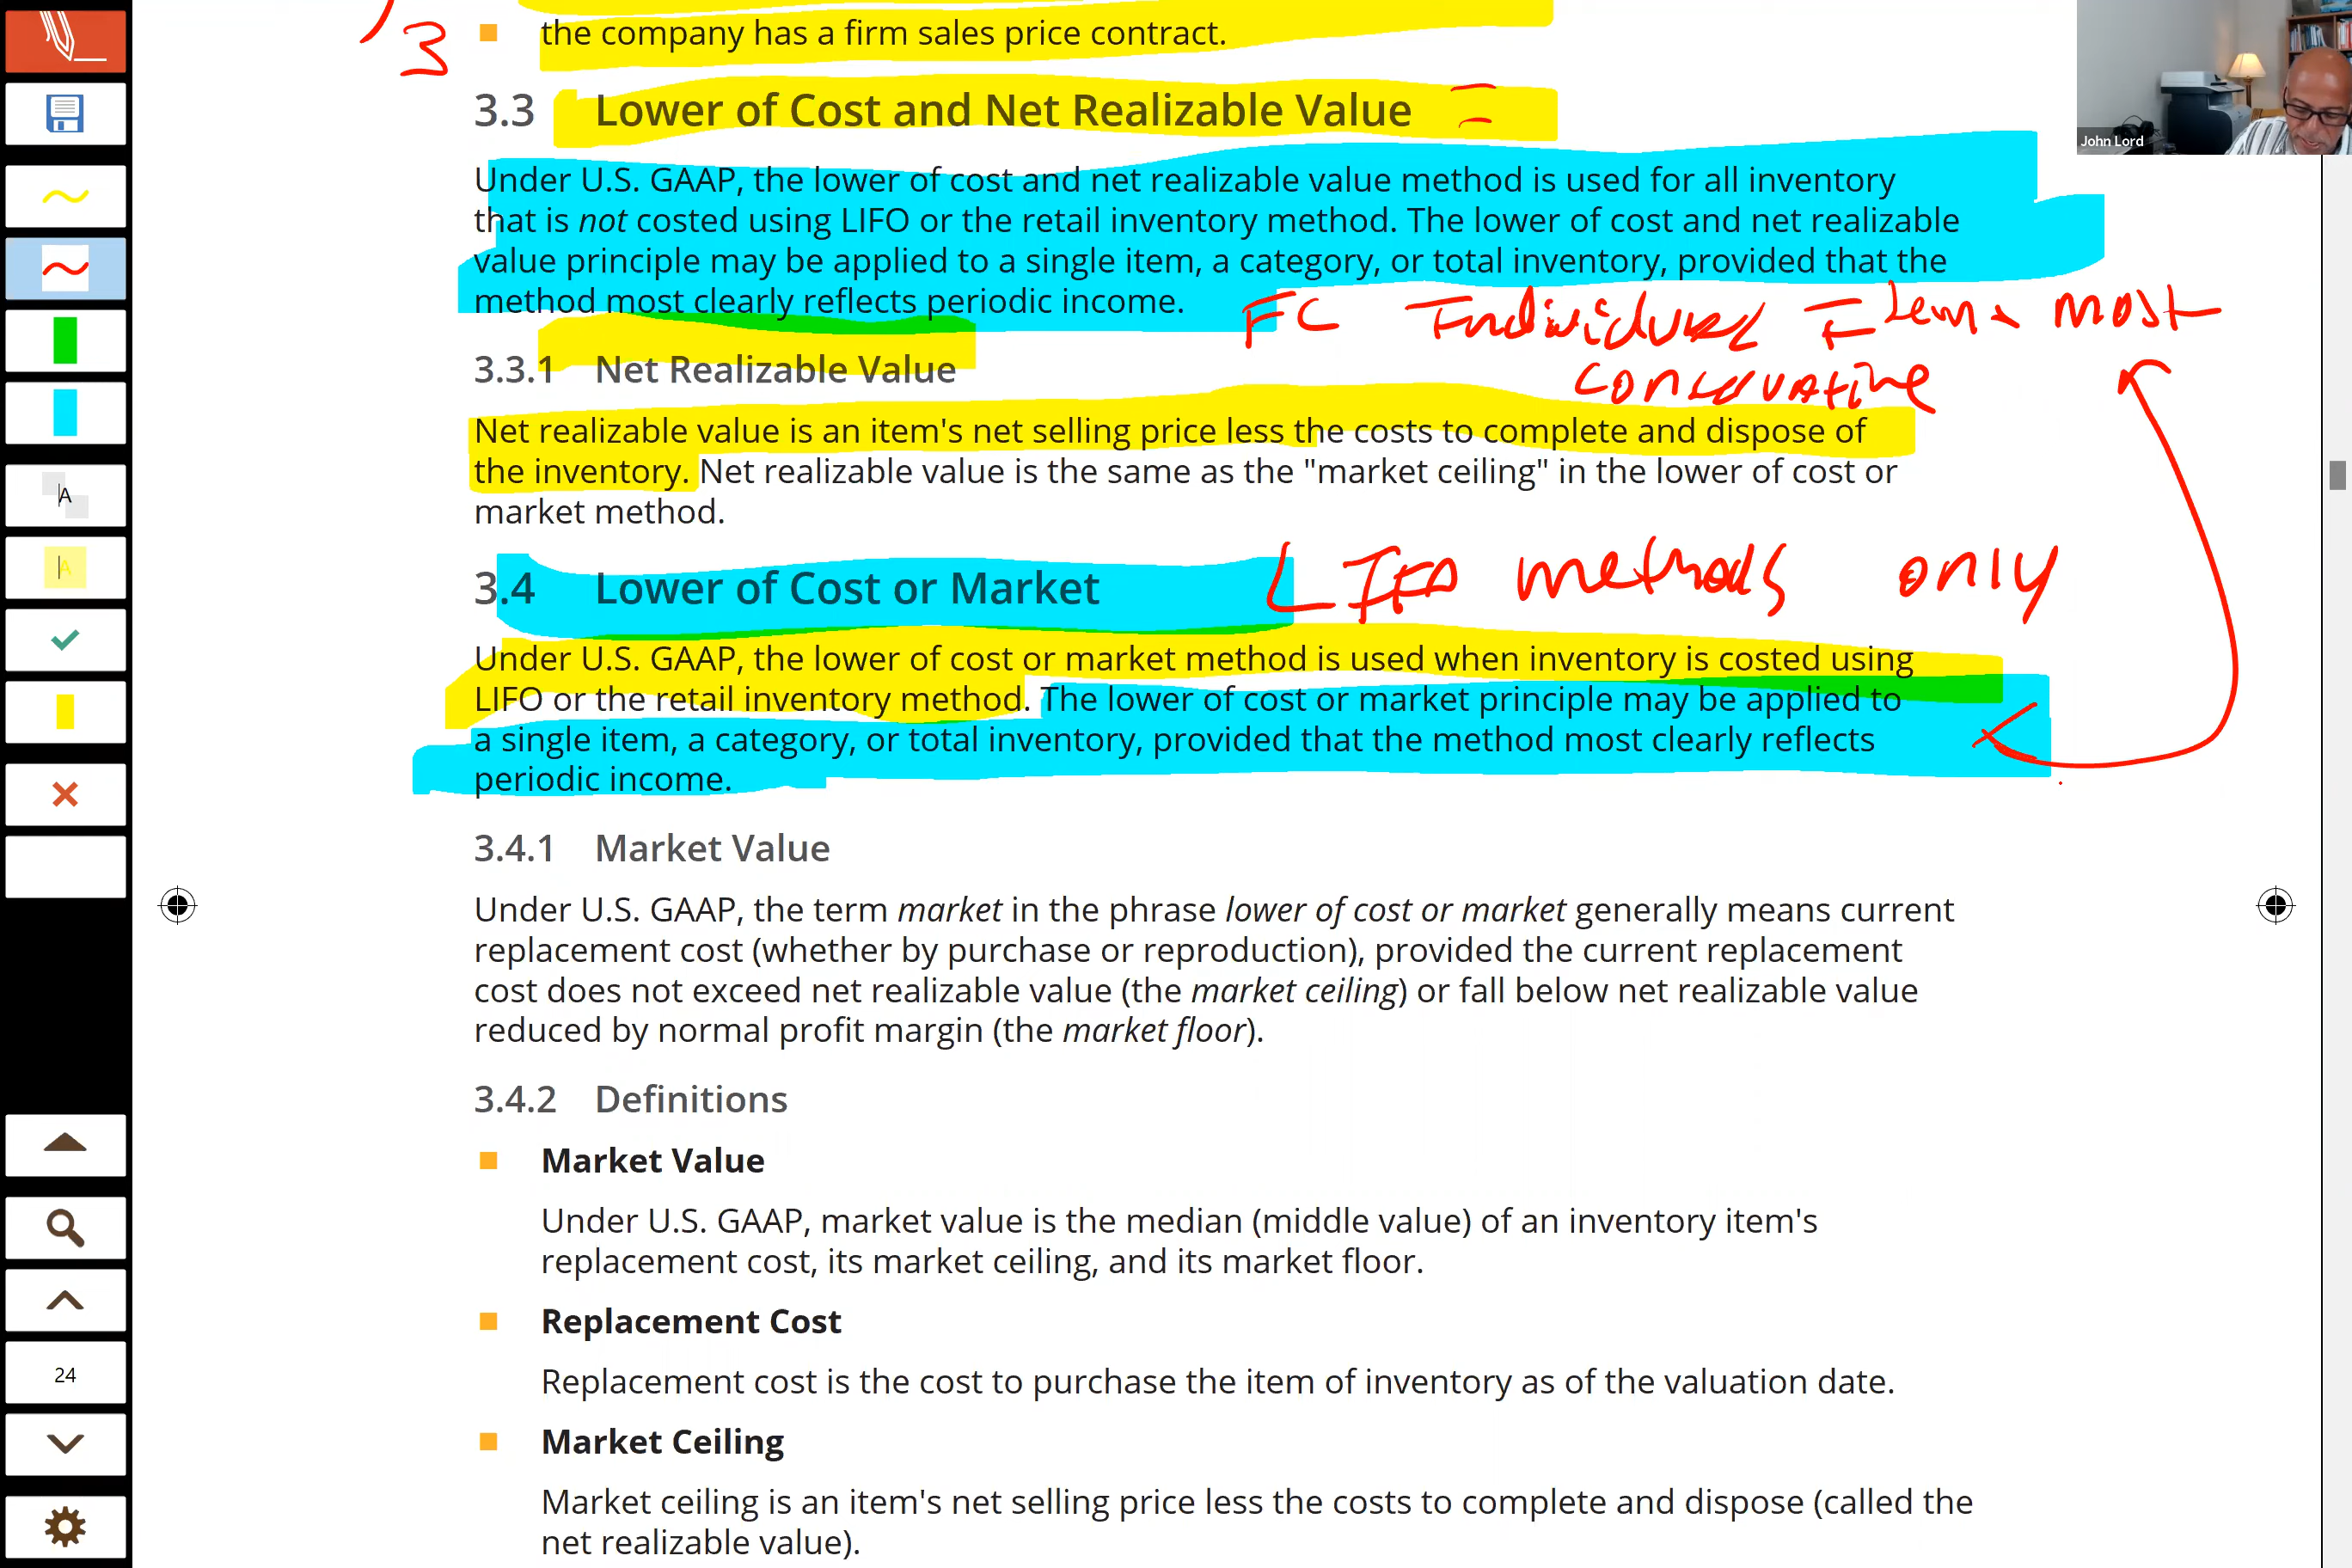 3
the company has a firm sales price contract.
3.3 Lower of Cost and Net Realizable Value
John Lord
Under U.S. GAAP, the lower of cost and net realizable value method is used for all inventory
that is not costed using LIFO or the retail inventory method. The lower of cost and net realizable
value principle may be applied to a single item, a category, or total inventory, provided that the
method most clearly reflects periodic income.
FC Individual Items most
conservative
3.3.1 Net Realizable Value
Net realizable value is an item's net selling price less the costs to complete and dispose of
the inventory. Net realizable value is the same as the "market ceiling" in the lower of cost or
market method.
3.4 Lower of Cost or Market
LIFO methods only
Under U.S. GAAP, the lower of cost or market method is used when inventory is costed using
LIFO or the retail inventory method. The lower of cost or market principle may be applied to
a single item, a category, or total inventory, provided that the method most clearly reflects
periodic income.
3.4.1 Market Value
Under U.S. GAAP, the term market in the phrase lower of cost or market generally means current
replacement cost (whether by purchase or reproduction), provided the current replacement
cost does not exceed net realizable value (the market ceiling) or fall below net realizable value
reduced by normal profit margin (the market floor).
3.4.2 Definitions
Market Value
Under U.S. GAAP, market value is the median (middle value) of an inventory item's
replacement cost, its market ceiling, and its market floor.
Replacement Cost
Replacement cost is the cost to purchase the item of inventory as of the valuation date.
24
Market Ceiling
Market ceiling is an item's net selling price less the costs to complete and dispose (called the
net realizable value).